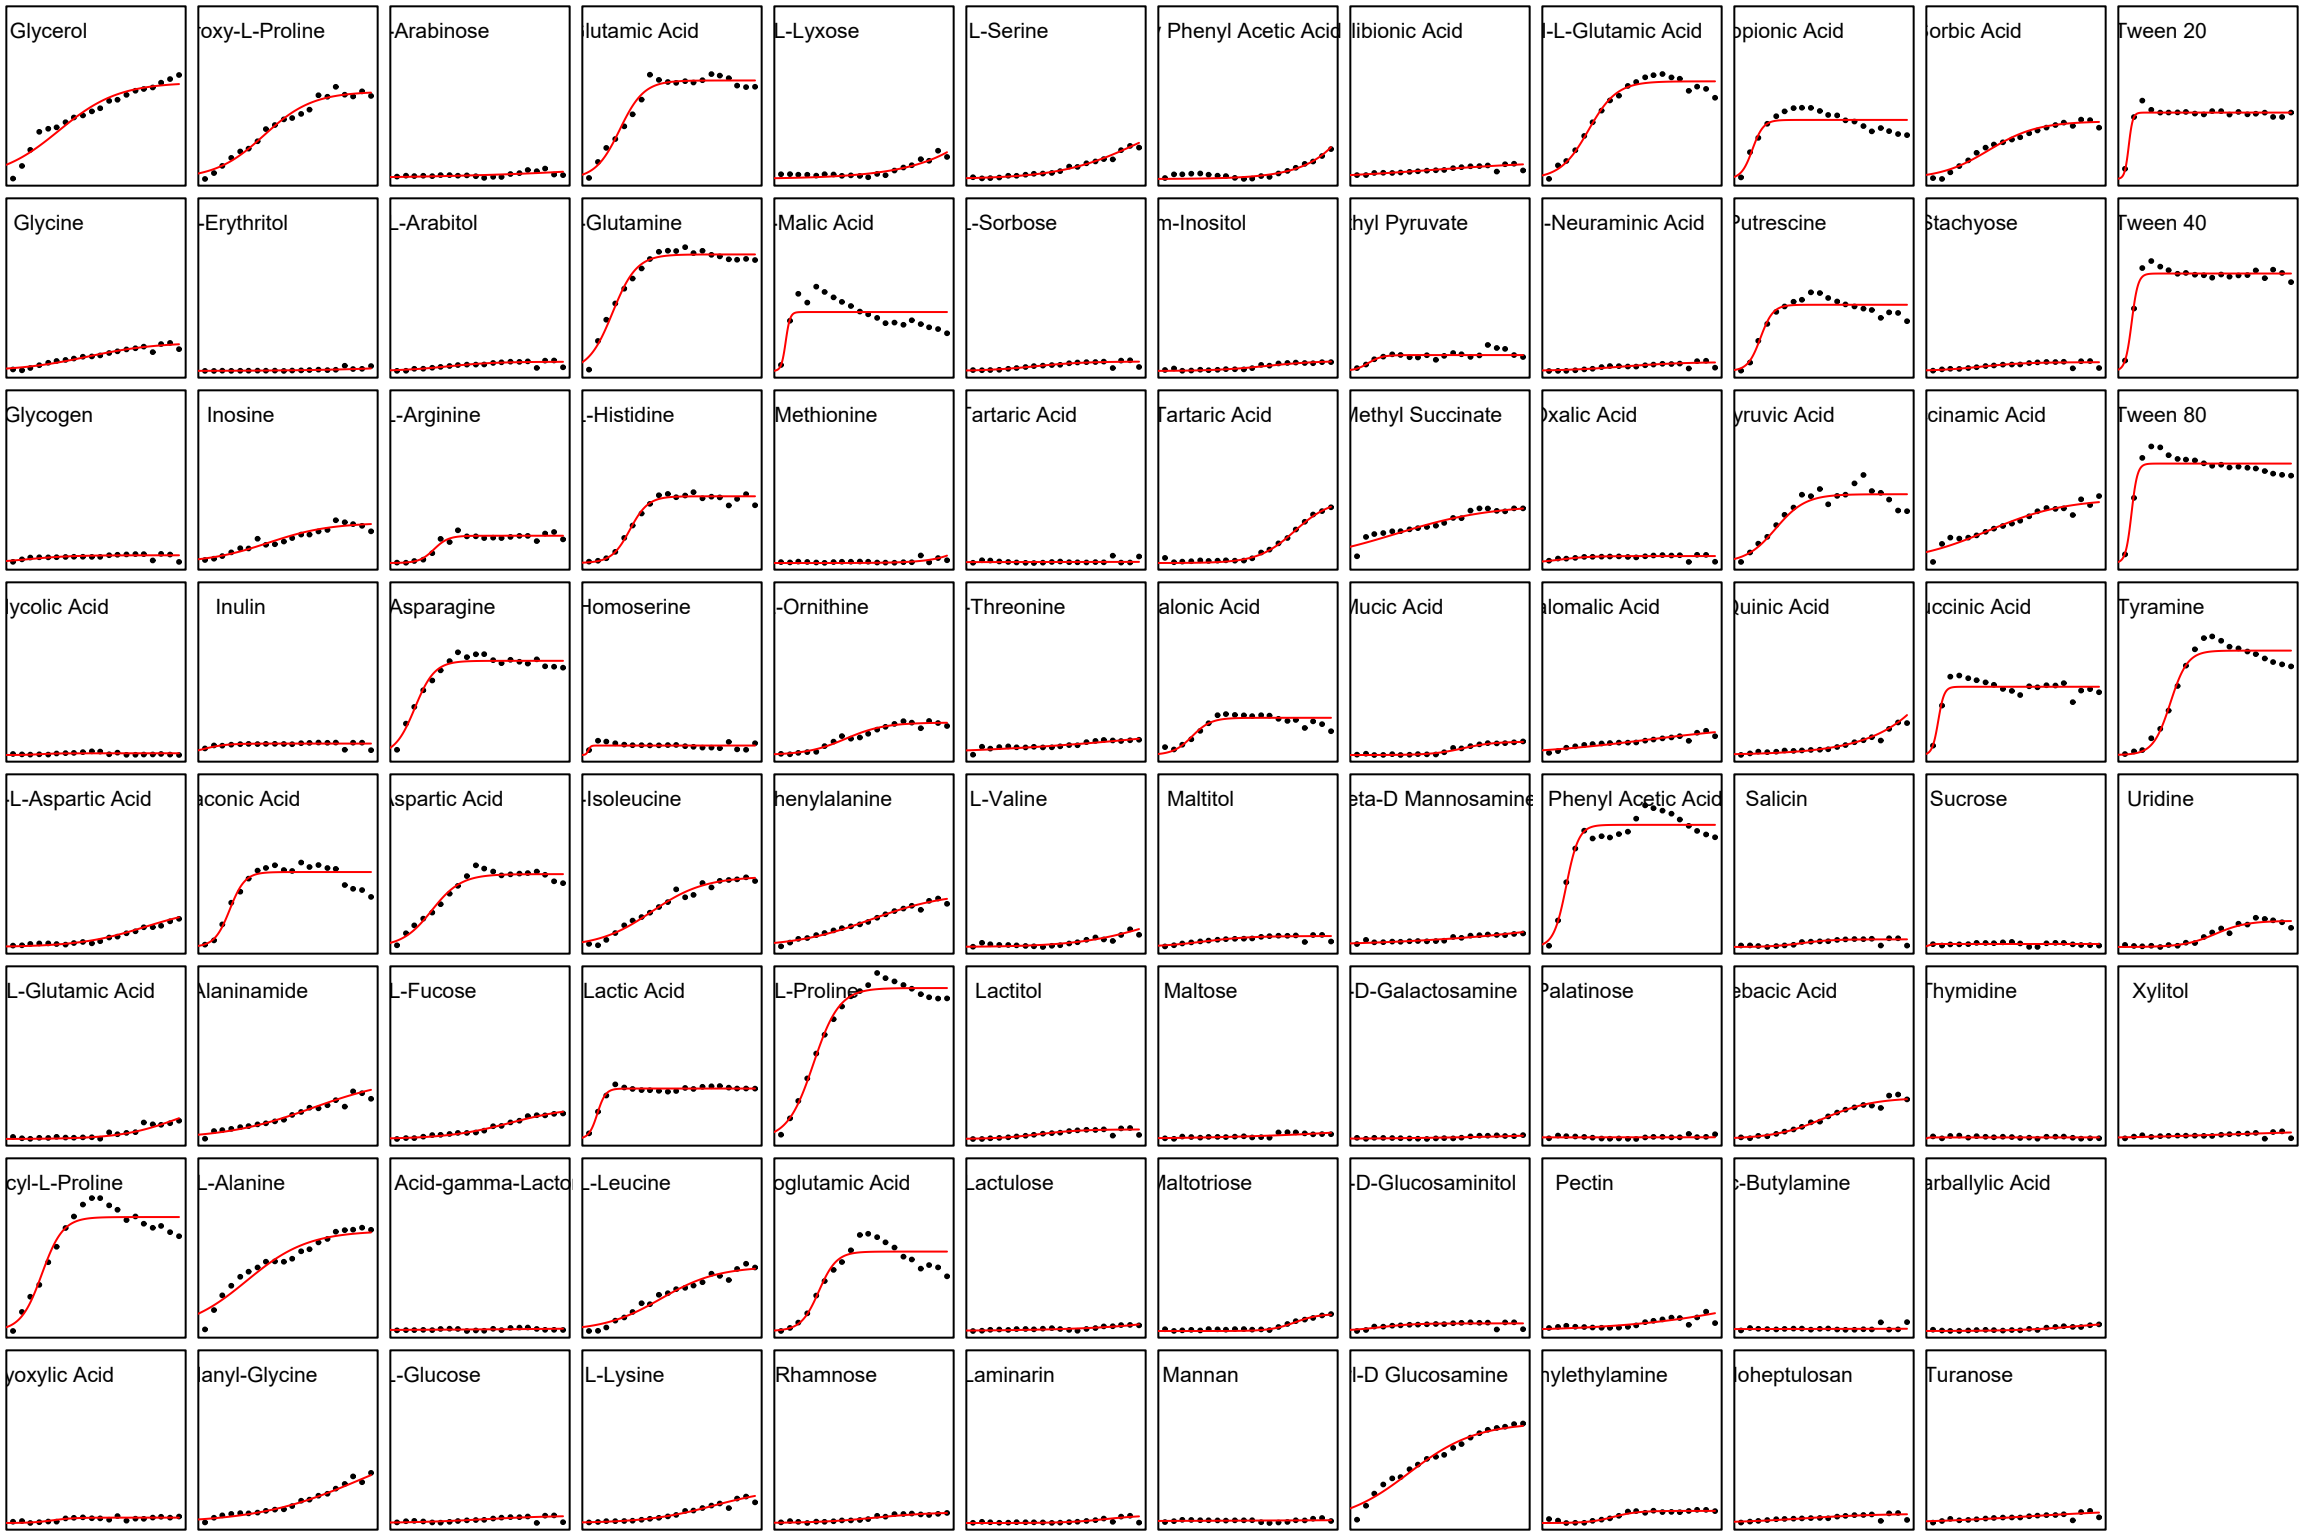 Glycerol
roxy-L-Proline
-Arabinose
lutamic Acid
L-Lyxose
L-Serine
Phenyl Acetic Acid
libionic Acid
-L-Glutamic Acid
opionic Acid
orbic Acid
Tween 20
Glycine
-Erythritol
L-Arabitol
-Glutamine
-Malic Acid
L-Sorbose
m-Inositol
hyl Pyruvate
-Neuraminic Acid
Putrescine
Stachyose
Tween 40
Glycogen
Inosine
L-Arginine
L-Histidine
Methionine
Tartaric Acid
Tartaric Acid
Methyl Succinate
Oxalic Acid
yruvic Acid
cinamic Acid
Tween 80
lycolic Acid
Inulin
Asparagine
Homoserine
-Ornithine
-Threonine
alonic Acid
Mucic Acid
alomalic Acid
Quinic Acid
uccinic Acid
Tyramine
-L-Aspartic Acid
aconic Acid
spartic Acid
-Isoleucine
henylalanine
L-Valine
Maltitol
eta-D Mannosamine
Phenyl Acetic Acid
Salicin
Sucrose
Uridine
L-Glutamic Acid
Alaninamide
L-Fucose
Lactic Acid
L-Proline
Lactitol
Maltose
-D-Galactosamine
Palatinose
ebacic Acid
Thymidine
Xylitol
cyl-L-Proline
L-Alanine
Acid-gamma-Lacto
L-Leucine
oglutamic Acid
Lactulose
Maltotriose
-D-Glucosaminitol
Pectin
c-Butylamine
arballylic Acid
yoxylic Acid
lanyl-Glycine
L-Glucose
L-Lysine
Rhamnose
Laminarin
Mannan
l-D Glucosamine
nylethylamine
doheptulosan
Turanose